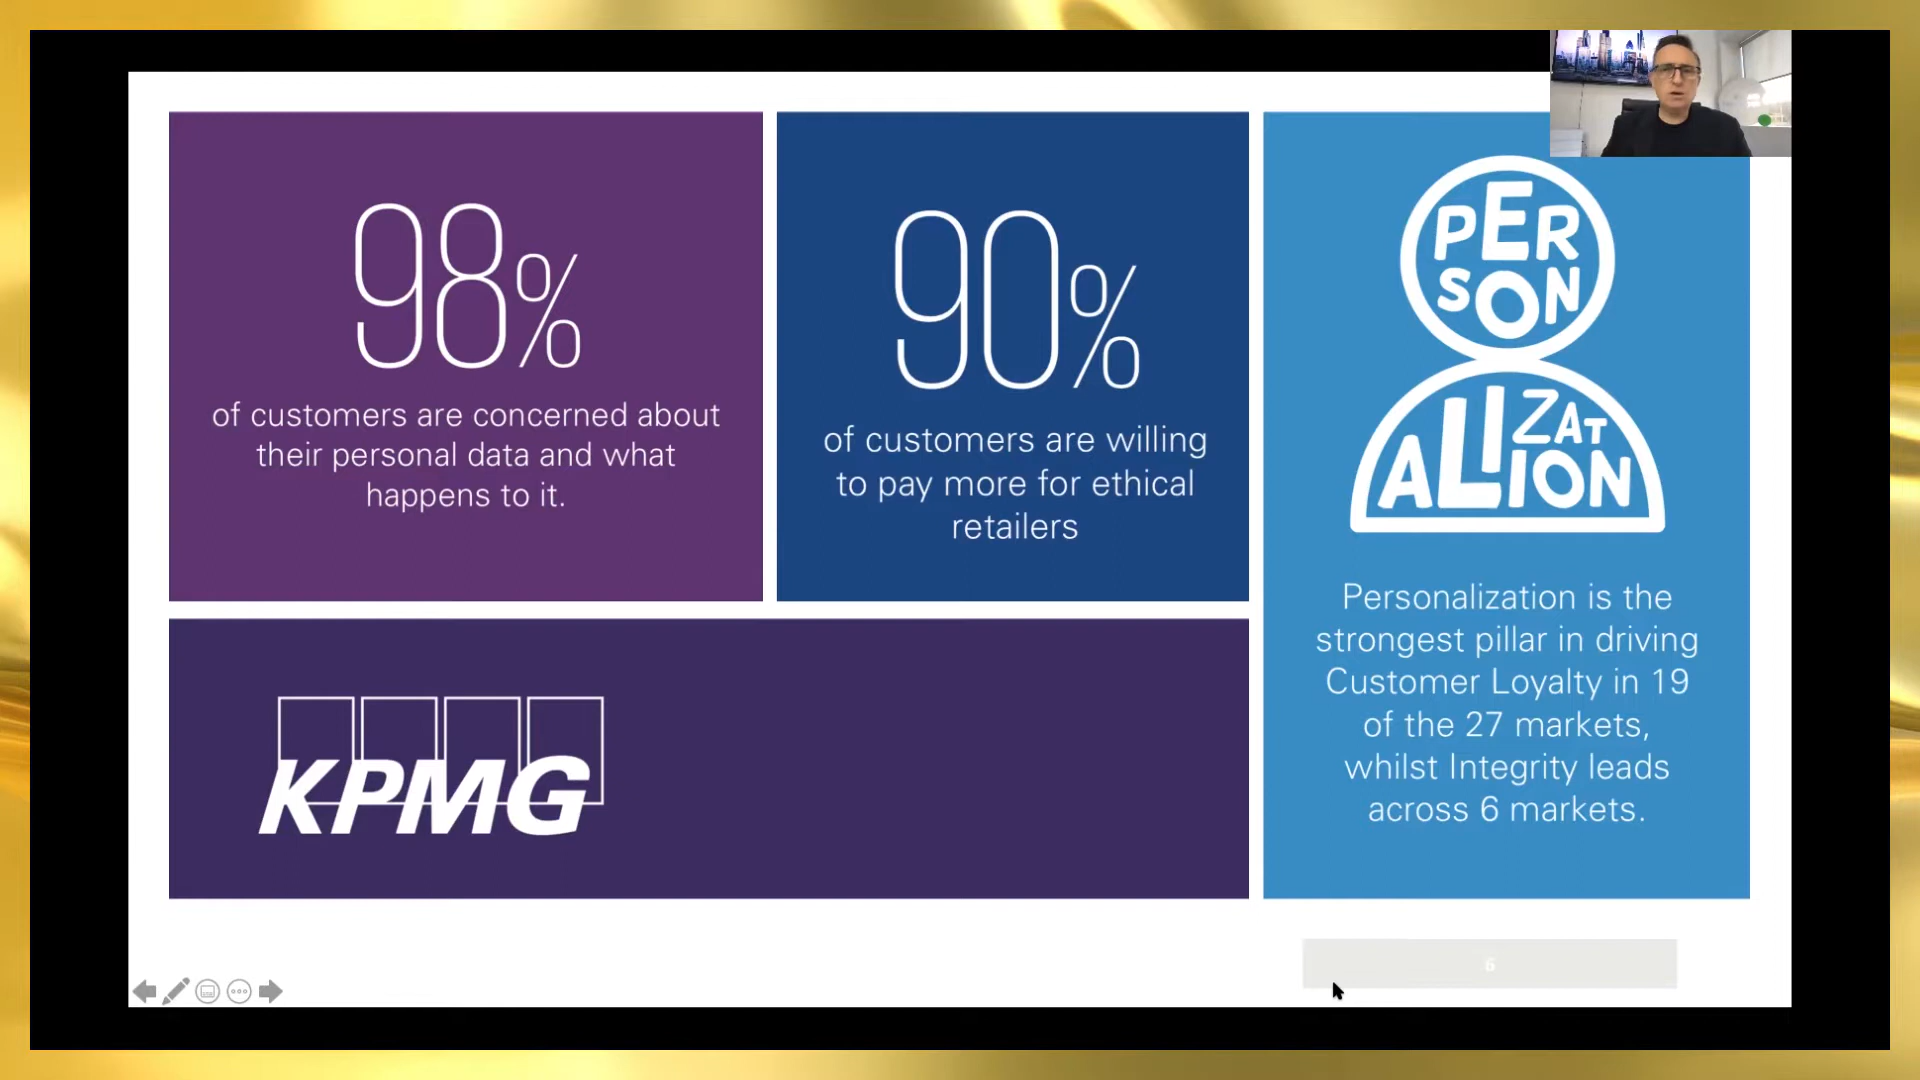 98%
of customers are concerned about
their personal data and what
happens to it.
90%
of customers are willing
to pay more for ethical
retailers
PER
SON
ALIZAT
ION
Personalization is the
strongest pillar in driving
Customer Loyalty in 19
of the 27 markets,
whilst Integrity leads
across 6 markets.
KPMG
6